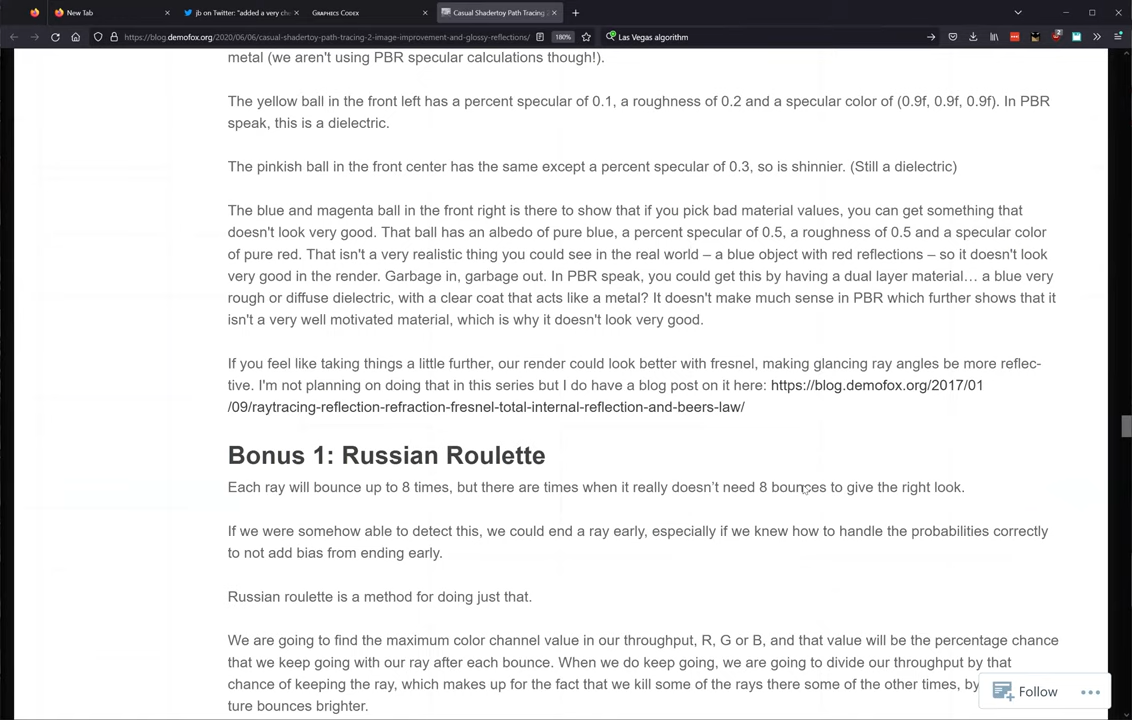 New Tab
jb on Twitter: "added a very che
GRAPHICS CODEX
Casual Shadertoy Path Tracing
https://blog.demofox.org/2020/06/06/casual-shadertoy-path-tracing-2-image-improvement-and-glossy-reflections/
180%
Las Vegas algorithm
metal (we aren't using PBR specular calculations though!).
The yellow ball in the front left has a percent specular of 0.1, a roughness of 0.2 and a specular color of (0.9f, 0.9f, 0.9f). In PBR
speak, this is a dielectric.
The pinkish ball in the front center has the same except a percent specular of 0.3, so is shinnier. (Still a dielectric)
The blue and magenta ball in the front right is there to show that if you pick bad material values, you can get something that
doesn't look very good. That ball has an albedo of pure blue, a percent specular of 0.5, a roughness of 0.5 and a specular color
of pure red. That isn't a very realistic thing you could see in the real world – a blue object with red reflections – so it doesn't look
very good in the render. Garbage in, garbage out. In PBR speak, you could get this by having a dual layer material… a blue very
rough or diffuse dielectric, with a clear coat that acts like a metal? It doesn't make much sense in PBR which further shows that it
isn't a very well motivated material, which is why it doesn't look very good.
If you feel like taking things a little further, our render could look better with fresnel, making glancing ray angles be more reflec-
tive. I'm not planning on doing that in this series but I do have a blog post on it here: https://blog.demofox.org/2017/01
/09/raytracing-reflection-refraction-fresnel-total-internal-reflection-and-beers-law/
Bonus 1: Russian Roulette
Each ray will bounce up to 8 times, but there are times when it really doesn't need 8 bounces to give the right look.
If we were somehow able to detect this, we could end a ray early, especially if we knew how to handle the probabilities correctly
to not add bias from ending early.
Russian roulette is a method for doing just that.
We are going to find the maximum color channel value in our throughput, R, G or B, and that value will be the percentage chance
that we keep going with our ray after each bounce. When we do keep going, we are going to divide our throughput by that
chance of keeping the ray, which makes up for the fact that we kill some of the rays there some of the other times, by
ture bounces brighter.
Follow